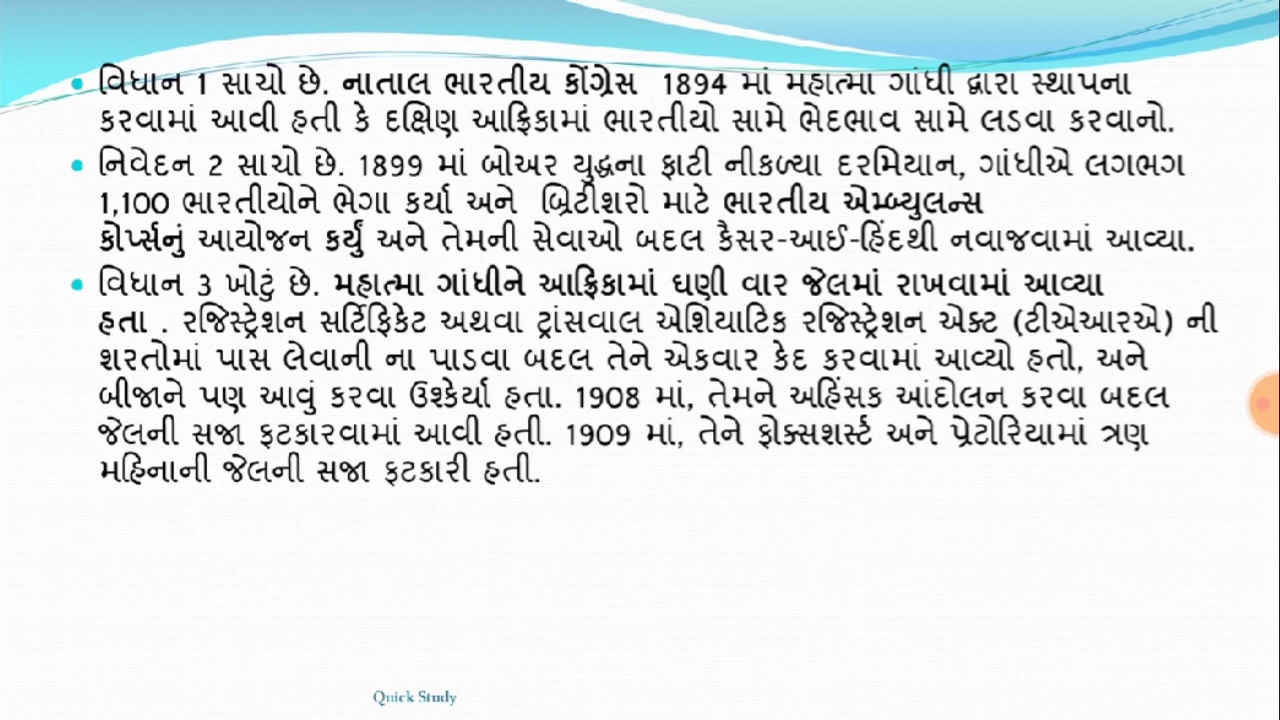 • વિધાન 1 સાચો છે. નાતાલ ભારતીય કોંગ્રેસ 1894 માં મહાત્મા ગાંધી દ્વારા સ્થાપના
કરવામાં આવી હતી કે દક્ષિણ આફ્રિકામાં ભારતીયો સામે ભેદભાવ સામે લડવા કરવાનો.
• નિવેદન 2 સાચો છે. 1899 માં બોઅર યુદ્ધના ફાટી નીકળ્યા દરમિયાન, ગાંધીએ લગભગ
1,100 ભારતીયોને ભેગા કર્યા અને બ્રિટીશરો માટે ભારતીય એમ્બ્યુલન્સ
કોર્પ્સનું આયોજન કર્યું અને તેમની સેવાઓ બદલ કૈસર-આઈ-હિંદથી નવાજવામાં આવ્યા.
• વિધાન 3 ખોટું છે. મહાત્મા ગાંધીને આફ્રિકામાં ઘણી વાર જેલમાં રાખવામાં આવ્યા
હતા . રજિસ્ટ્રેશન સર્ટિફિકેટ અથવા ટ્રાંસવાલ એશિયાટિક રજિસ્ટ્રેશન એક્ટ (ટીએઆરએ) ની
શરતોમાં પાસ લેવાની ના પાડવા બદલ તેને એકવાર કેદ કરવામાં આવ્યો હતો, અને
બીજાને પણ આવું કરવા ઉશ્કેર્યા હતા. 1908 માં, તેમને અહિંસક આંદોલન કરવા બદલ
જેલની સજા ફટકારવામાં આવી હતી. 1909 માં, તેને ફોક્સશર્સ્ટ અને પ્રેટોરિયામાં ત્રણ
મહિનાની જેલની સજા ફટકારી હતી.
Quick Study